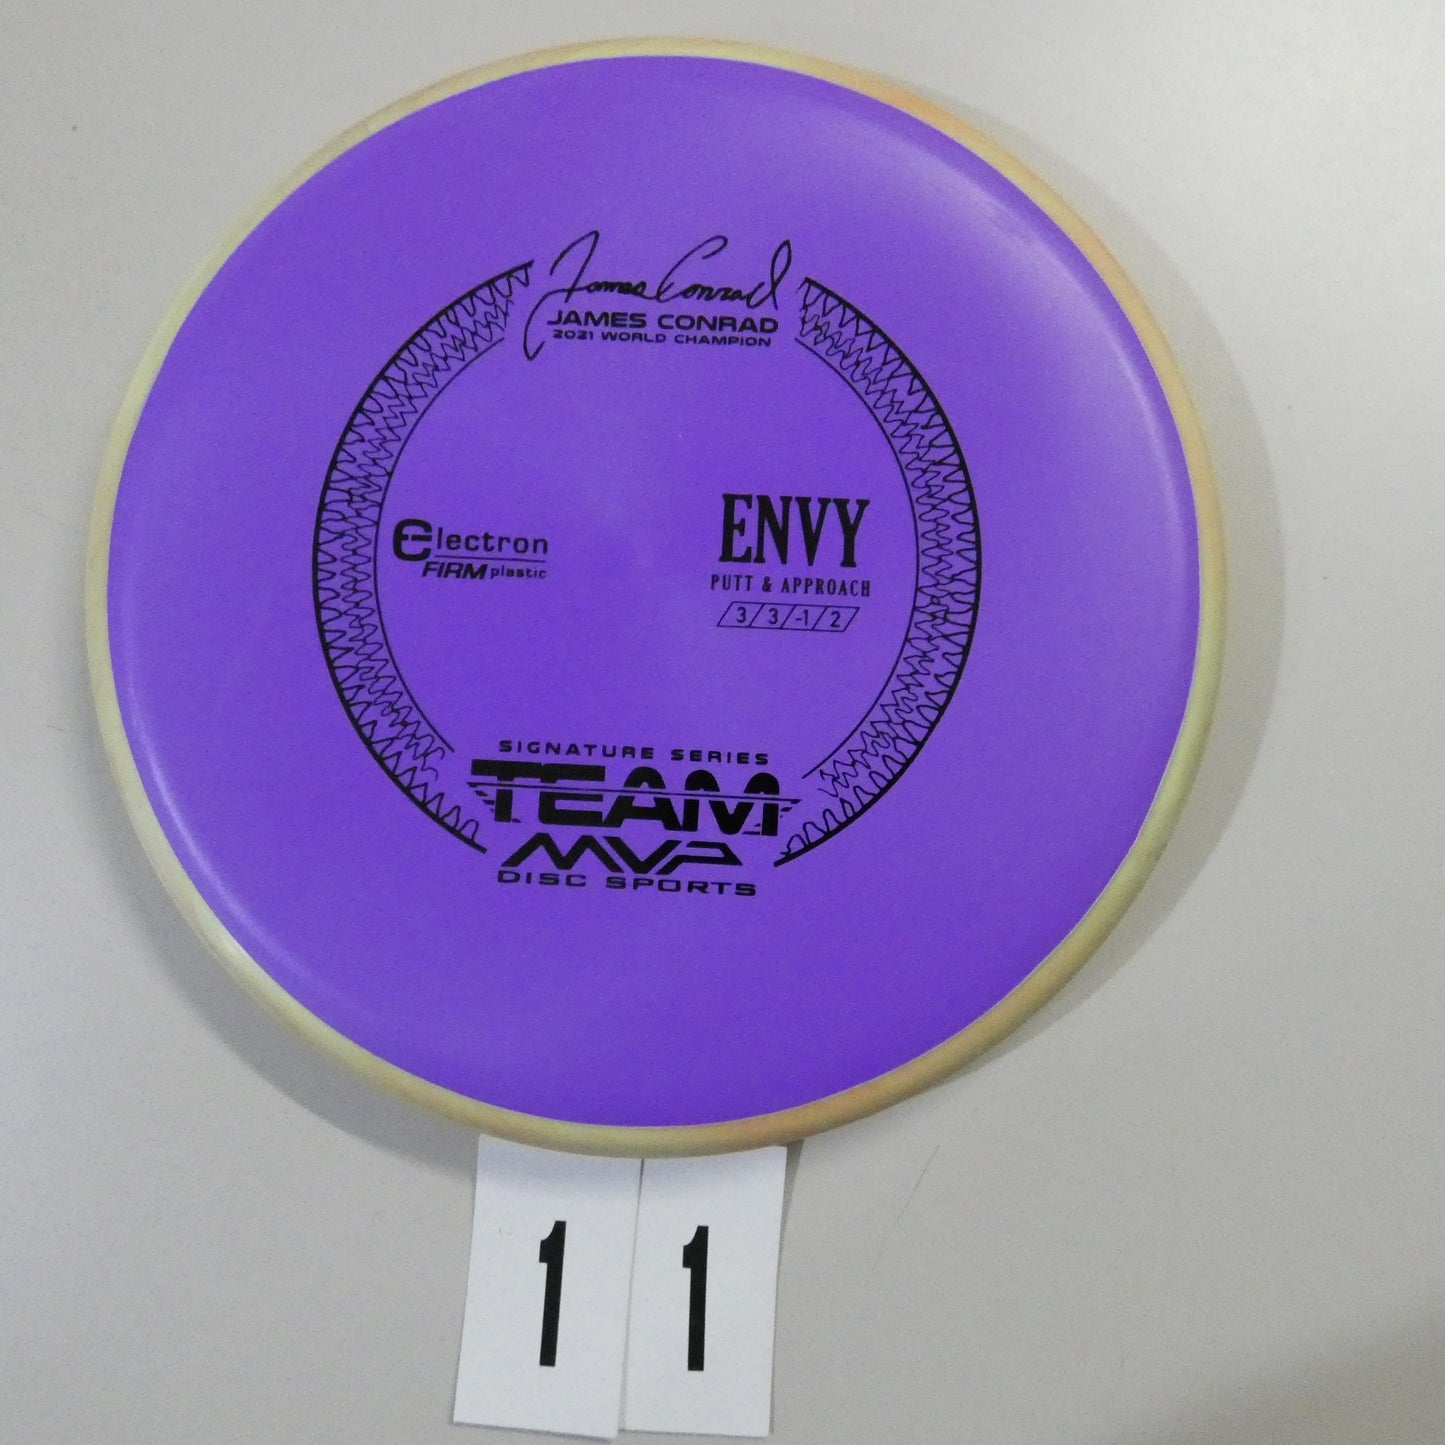 James Conrad
JAMES CONRAD
2021 WORLD CHAMPION
electron
FIRM plastic
ENVY
PUTT & APPROACH
3/3/-1/2
SIGNATURE SERIES
TEAM
MVP
DISC SPORTS
1 1